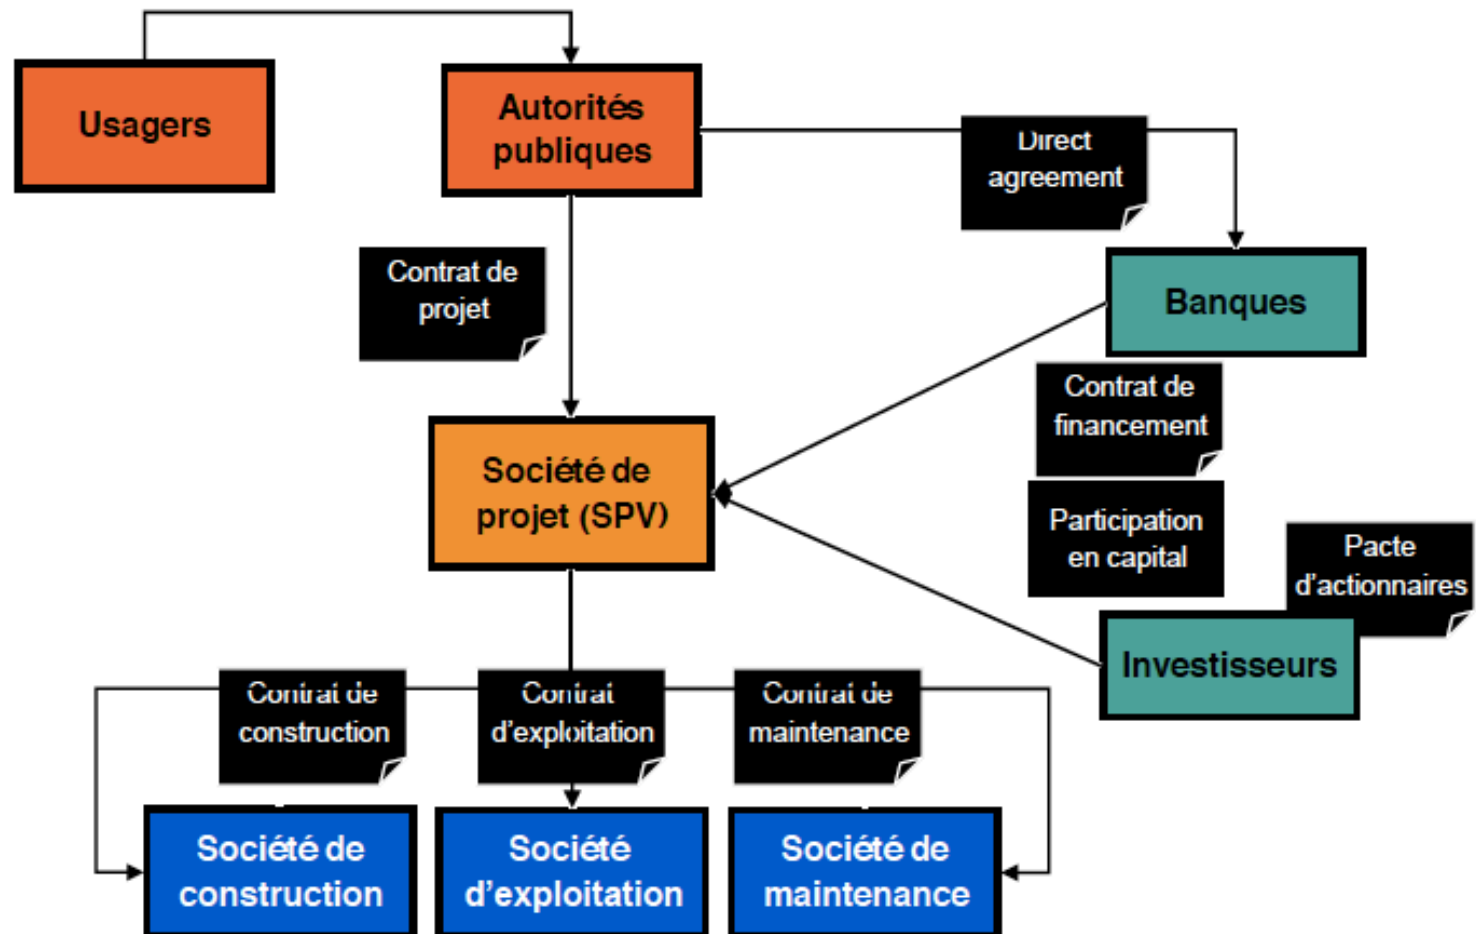 Usagers
Autorités
publiques
Direct
agreement
Contrat de
projet
Banques
Contrat de
financement
Société de
projet (SPV)
Participation
en capital
Pacte
d'actionnaires
Investisseurs
Contrat de
construction
Contrat
d'exploitation
Contrat de
maintenance
Société de
construction
Société
d'exploitation
Société de
maintenance